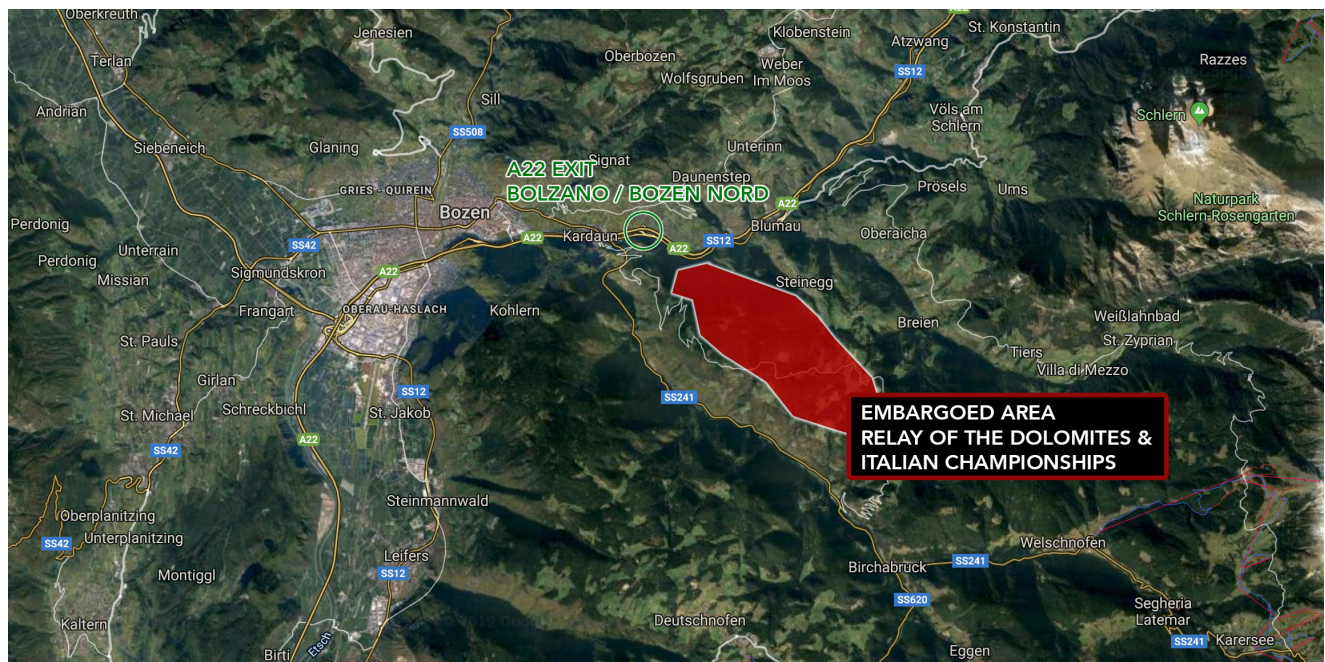 Oberkreuth
Terlan
Jenesien
Klobenstein
A22
St. Konstantin
Atzwang
Oberbozen
Weber
Im Moos
Wolfsgruben
SS12
Razzes
Andrian
Sill
Völs am
Schlern
Schlern
SS508
Siebeneich
Glaning
Unterinn
A22 EXIT
BOLZANO / BOZEN NORD
Signat
Daunenstep
GRIES - QUIREIN
Prösels
Ums
Naturpark
Schlern-Rosengarten
Bozen
A22
Perdonig
Kardaun
A22
SS12
Blumau
Oberaicha
Unterrain
SS42
Perdonig
Sigmundskron
A22
Missian
Steinegg
Frangart
OBERAU-HASLACH
Kohlern
Breien
Weißlahnbad
St. Pauls
St. Zyprian
Tiers
Villa di Mezzo
Girlan
SS12
SS241
St. Michael
Schreckbichl
St. Jakob
EMBARGOED AREA
RELAY OF THE DOLOMITES &
ITALIAN CHAMPIONSHIPS
A22
SS42
Steinmannwald
Oberplanitzing
Unterplanitzing
SS42
Leifers
Welschnofen
SS12
SS241
Birchabruck
Montiggl
SS620
Segheria
Latemar
Kaltern
Deutschnofen
SS241
Karersee
Etsch
Birti
Eggen